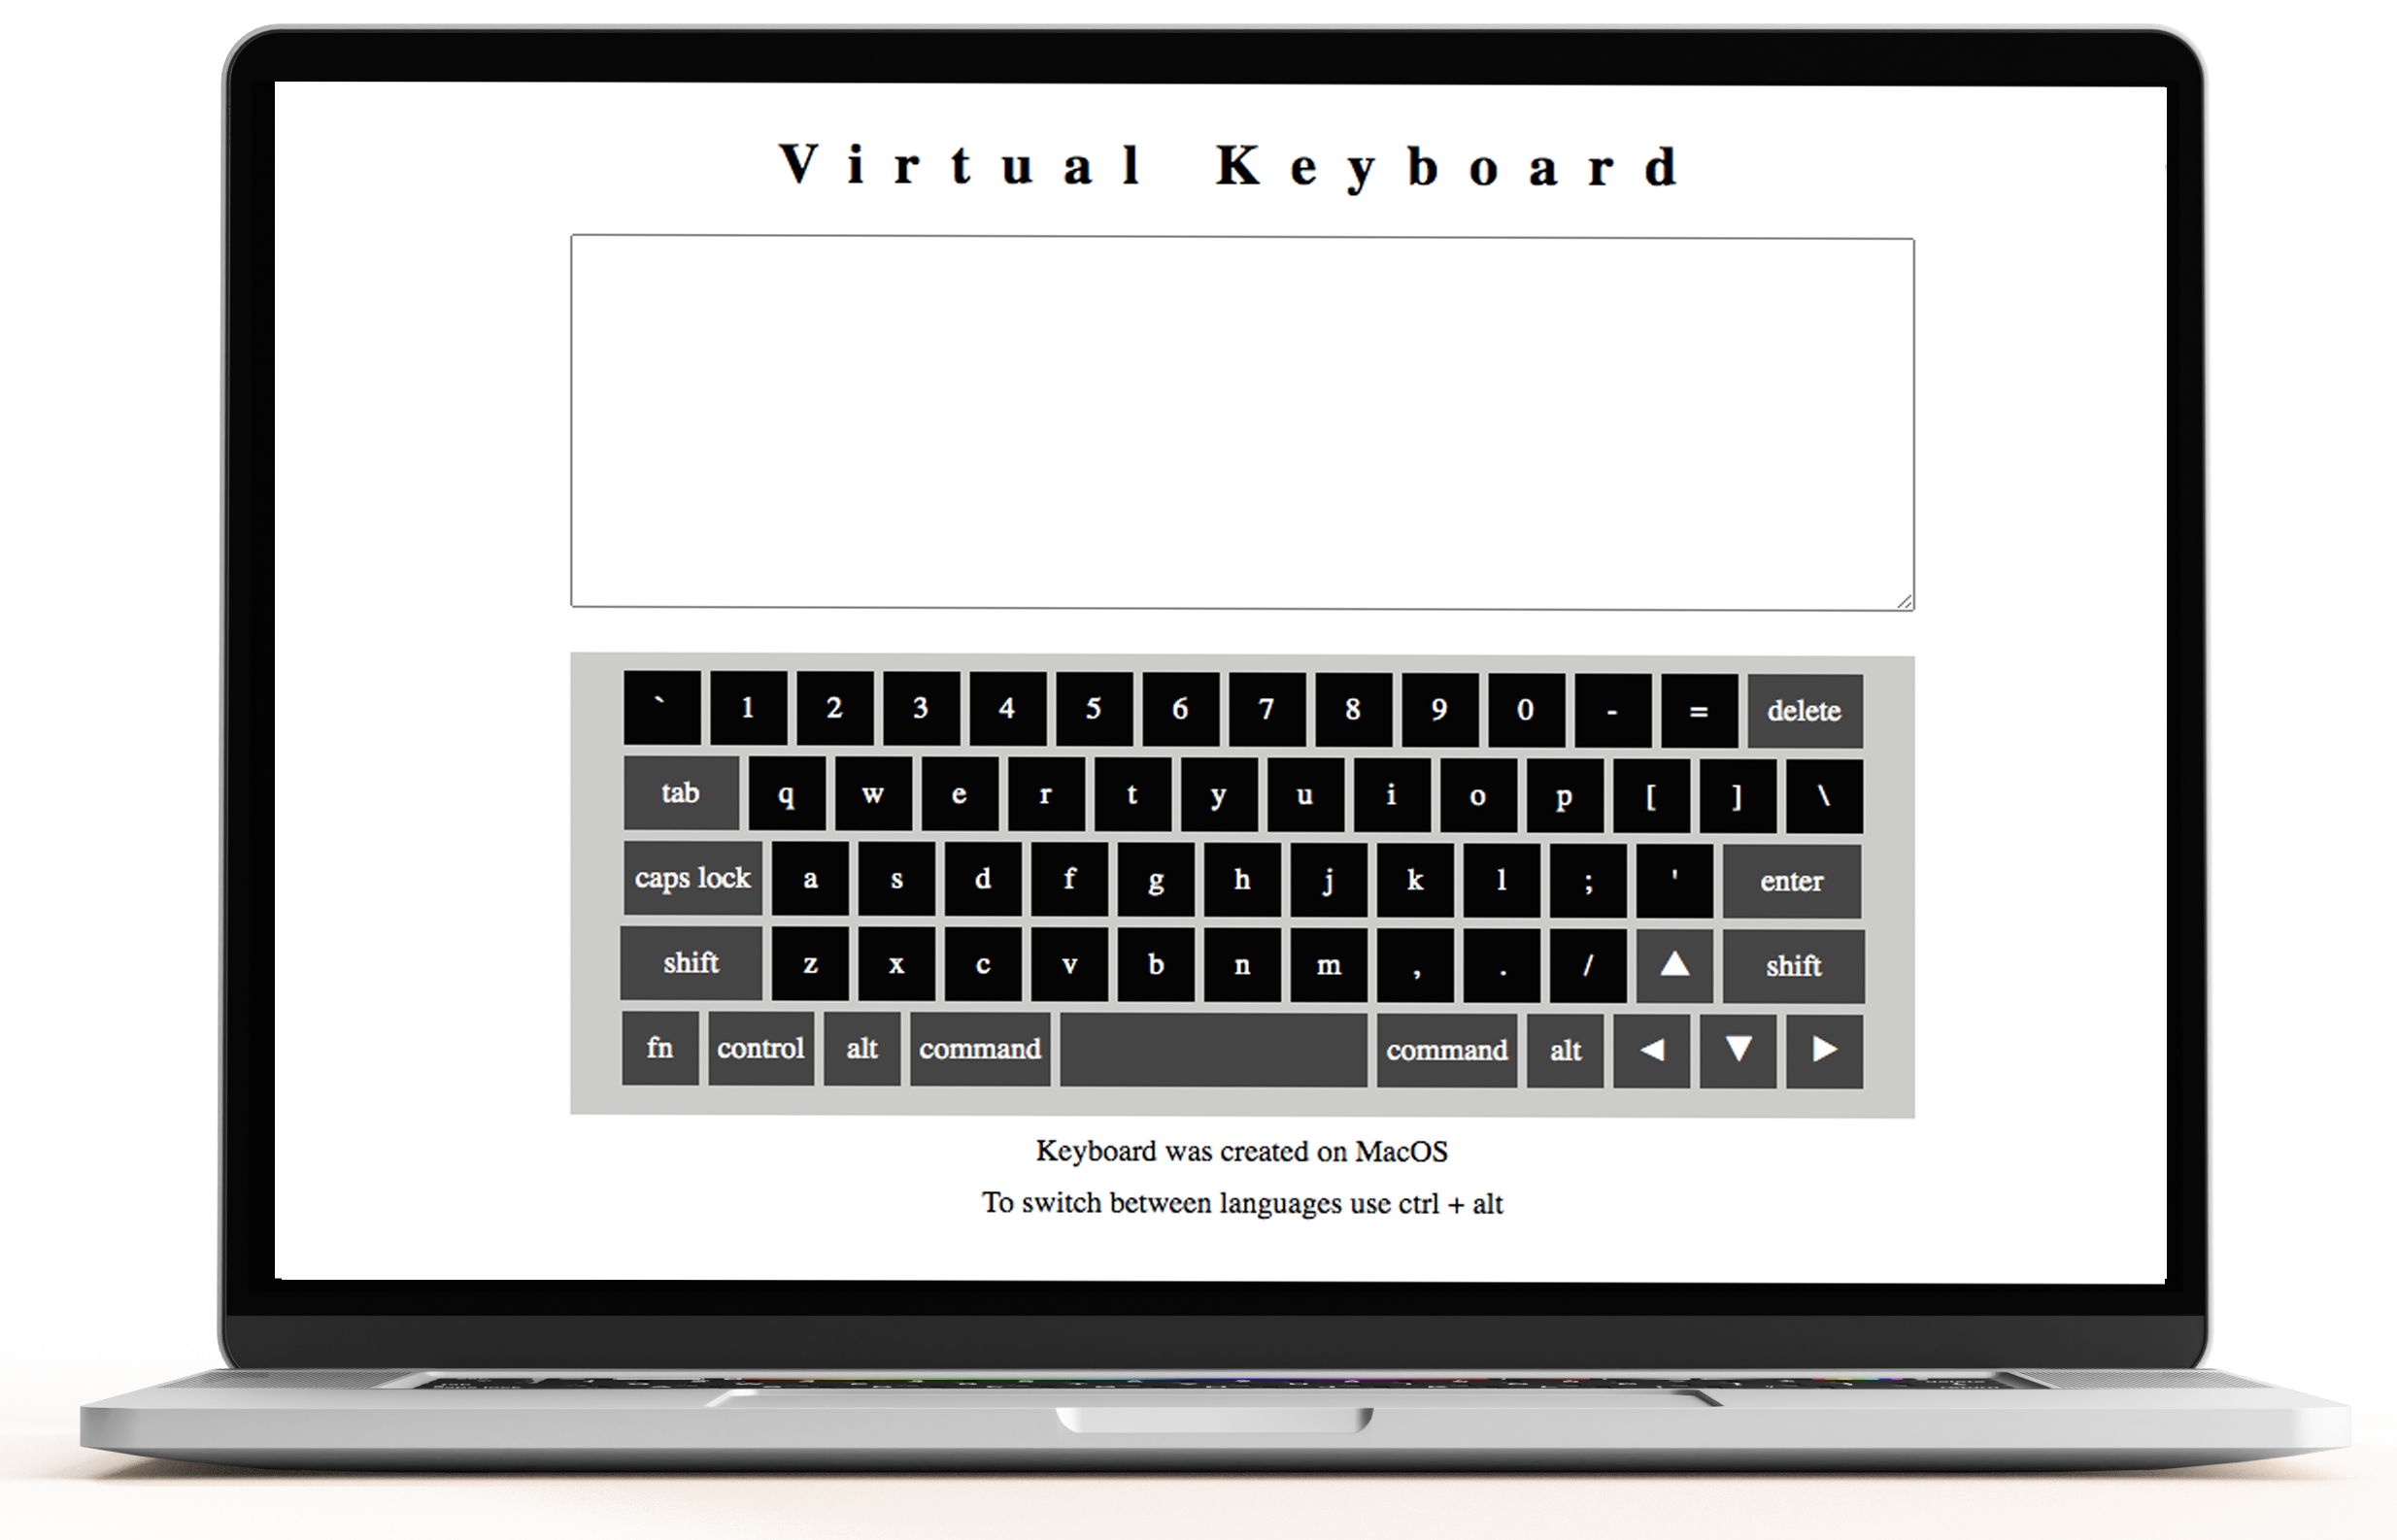 Virtual Keyboard
` 1 2 3 4 5 6 7 8 9 0 - = delete
tab q w e r t y u i o p [ ] \
caps lock a s d f g h j k l ; ' enter
shift z x c v b n m , . / ▲ shift
fn control alt command command alt ◀ ▼ ▶
Keyboard was created on MacOS
To switch between languages use ctrl + alt